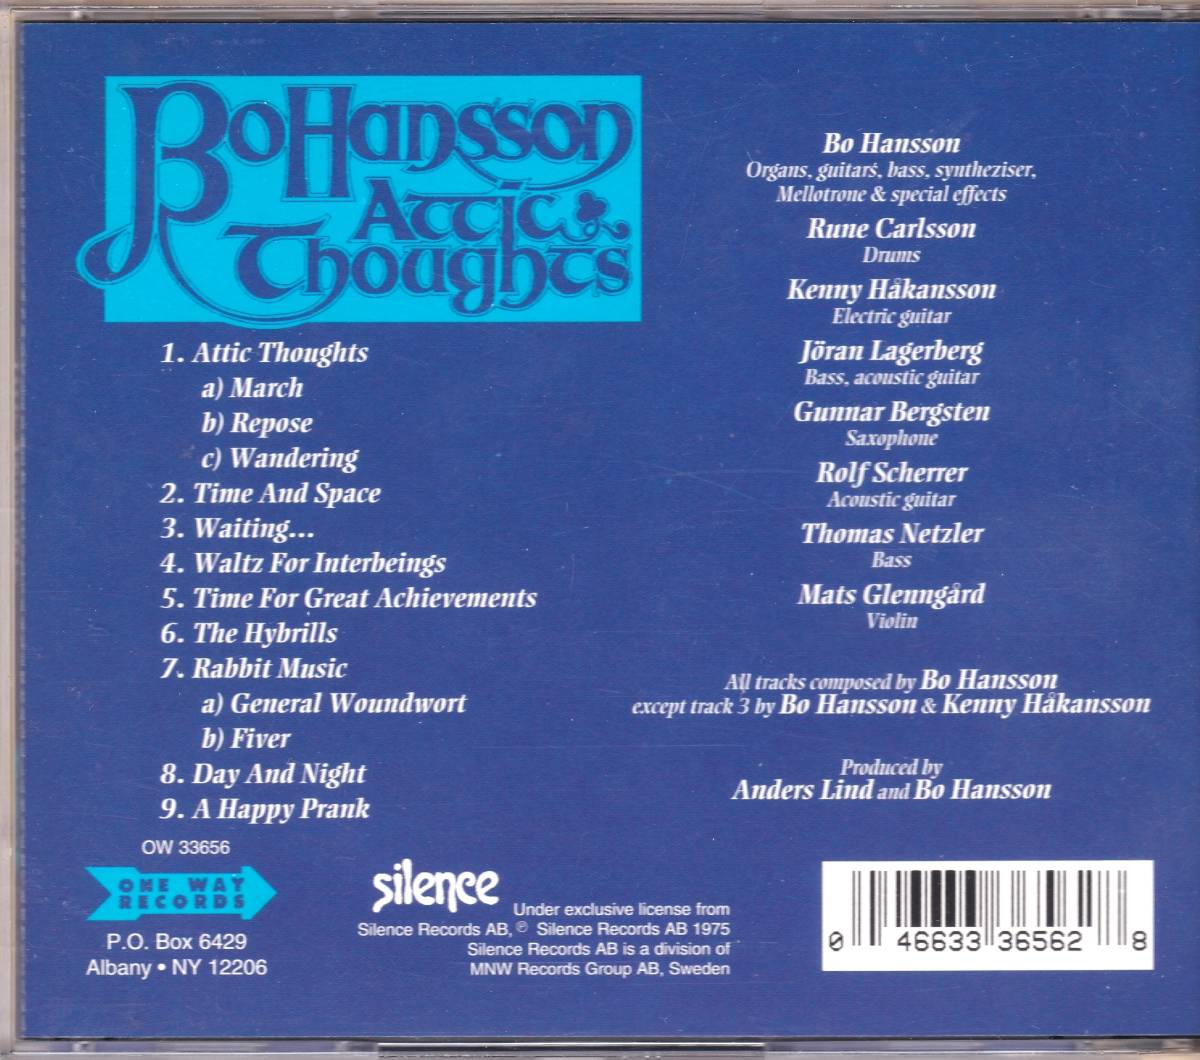 Bo Hansson
Attic
Thoughts
1. Attic Thoughts
a) March
b) Repose
c) Wandering
2. Time And Space
3. Waiting...
4. Waltz For Interbeings
5. Time For Great Achievements
6. The Hybrills
7. Rabbit Music
a) General Woundwort
b) Fiver
8. Day And Night
9. A Happy Prank
OW 33656
ONE WAY
RECORDS
P.O. Box 6429
Albany • NY 12206
silence
Under exclusive license from
Silence Records AB, ℗ Silence Records AB 1975
Silence Records AB is a division of
MNW Records Group AB, Sweden
Bo Hansson
Organs, guitars, bass, syntheziser,
Mellotrone & special effects
Rune Carlsson
Drums
Kenny Håkansson
Electric guitar
Jöran Lagerberg
Bass, acoustic guitar
Gunnar Bergsten
Saxophone
Rolf Scherrer
Acoustic guitar
Thomas Netzler
Bass
Mats Glenngård
Violin
All tracks composed by Bo Hansson
except track 3 by Bo Hansson & Kenny Håkansson
Produced by
Anders Lind and Bo Hansson
0 46633 36562 8